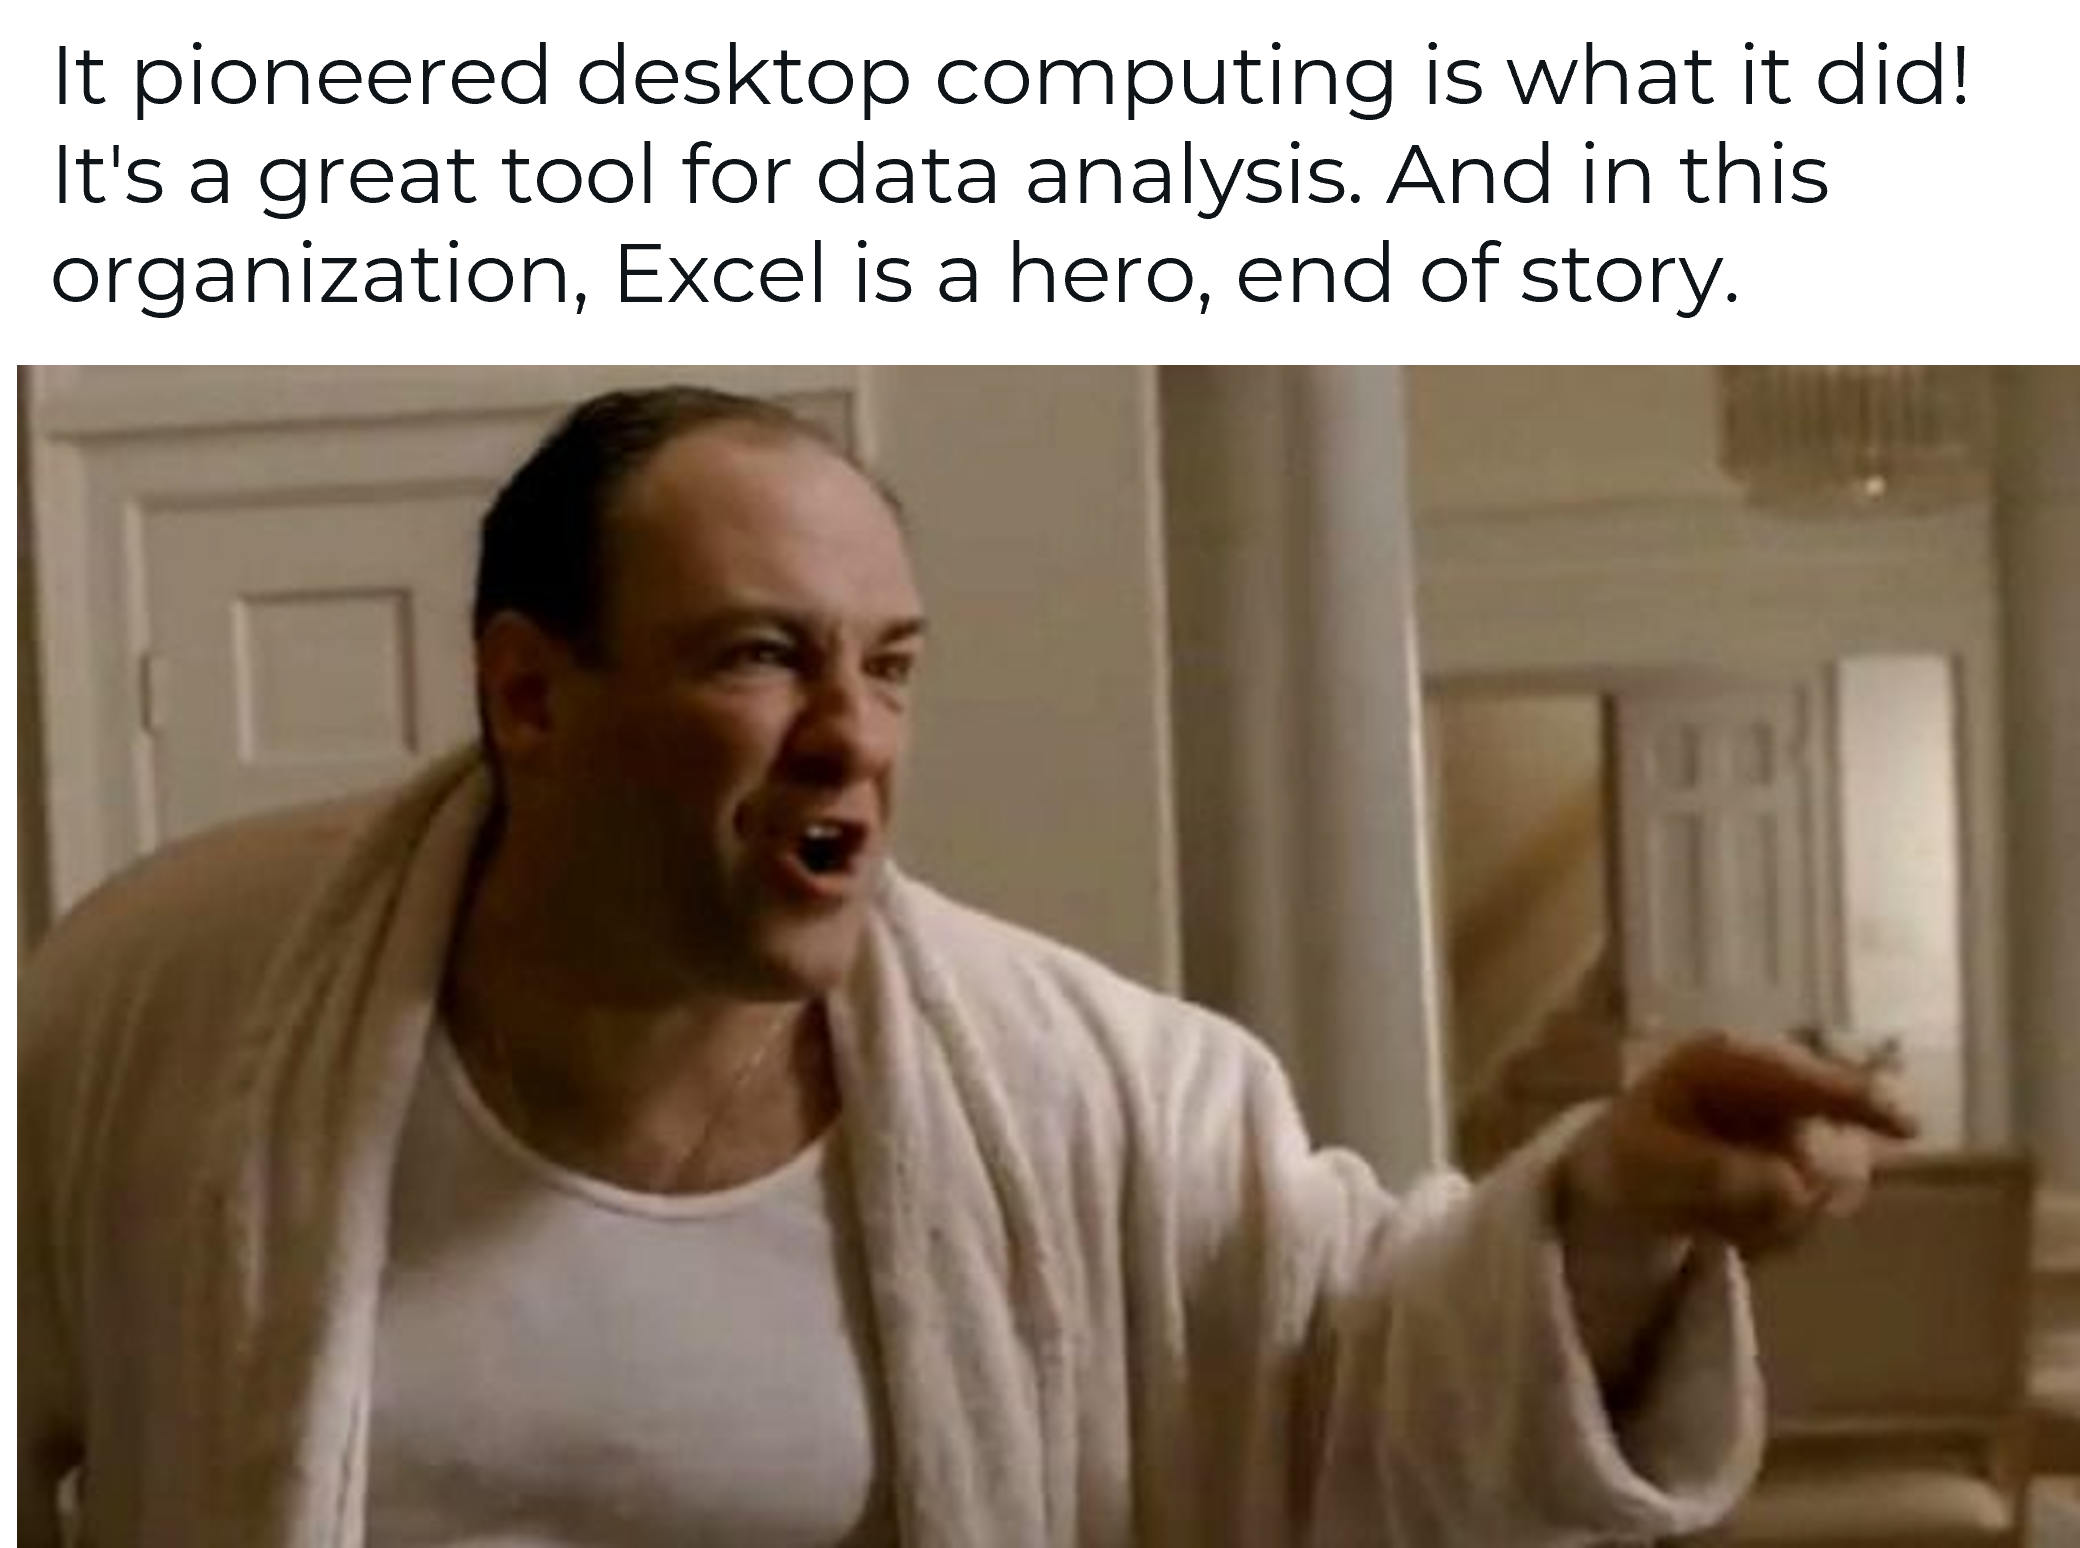 It pioneered desktop computing is what it did!
It's a great tool for data analysis. And in this
organization, Excel is a hero, end of story.